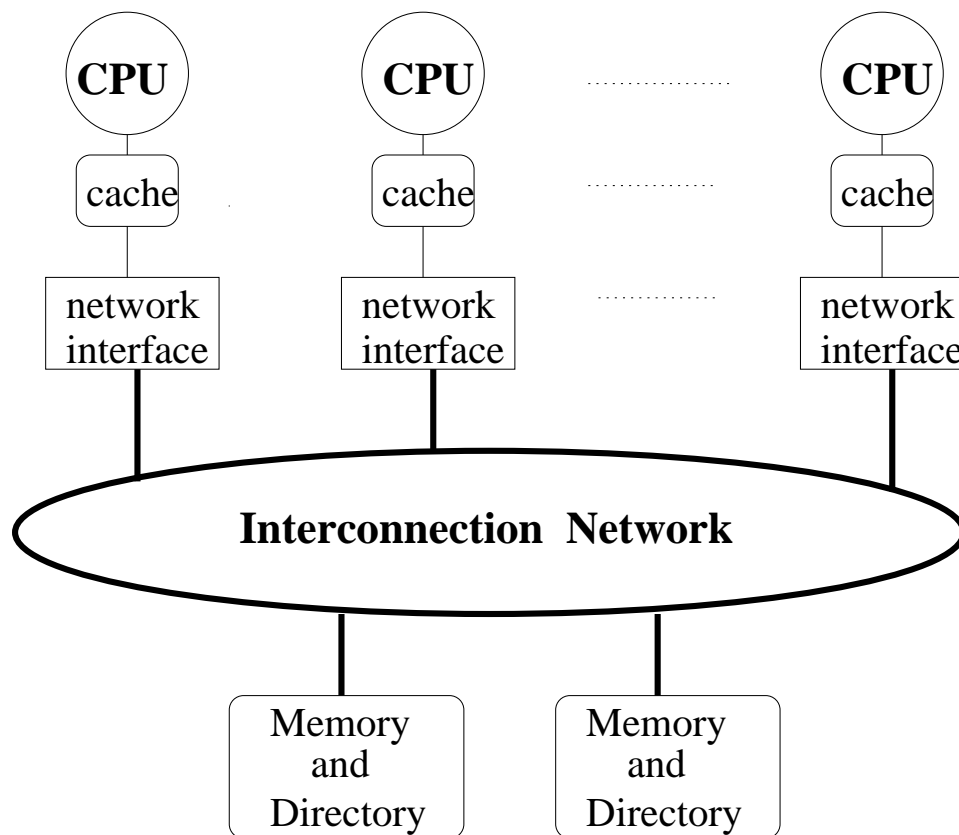 CPU CPU CPU
cache cache cache
network network network
interface interface interface
Interconnection Network
Memory Memory
and and
Directory Directory